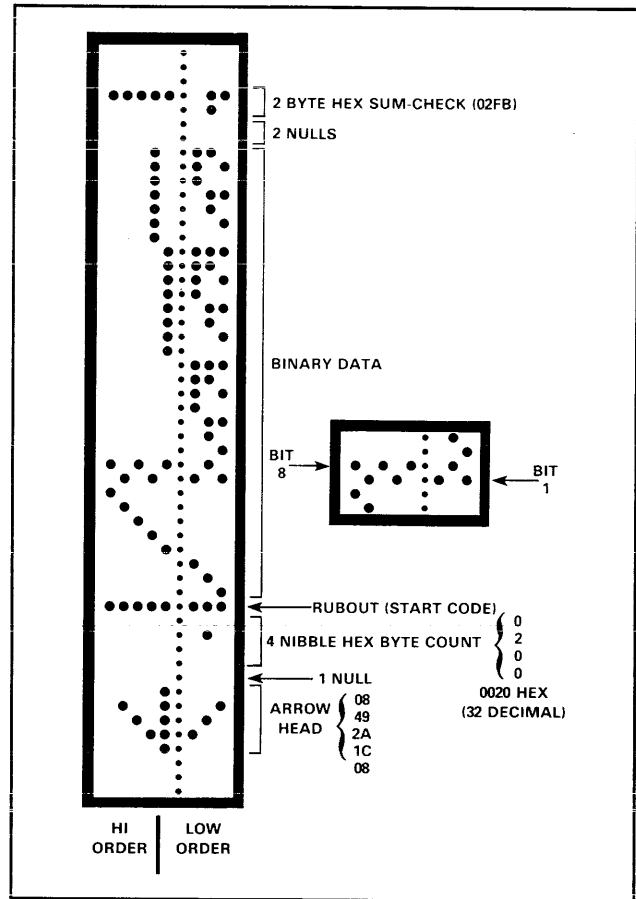 2 BYTE HEX SUM-CHECK (02FB)
2 NULLS
BINARY DATA
BIT
8
BIT
1
RUBOUT (START CODE)
4 NIBBLE HEX BYTE COUNT
0
2
0
0
0020 HEX
(32 DECIMAL)
1 NULL
ARROW
HEAD
08
49
2A
1C
08
HI
ORDER
LOW
ORDER